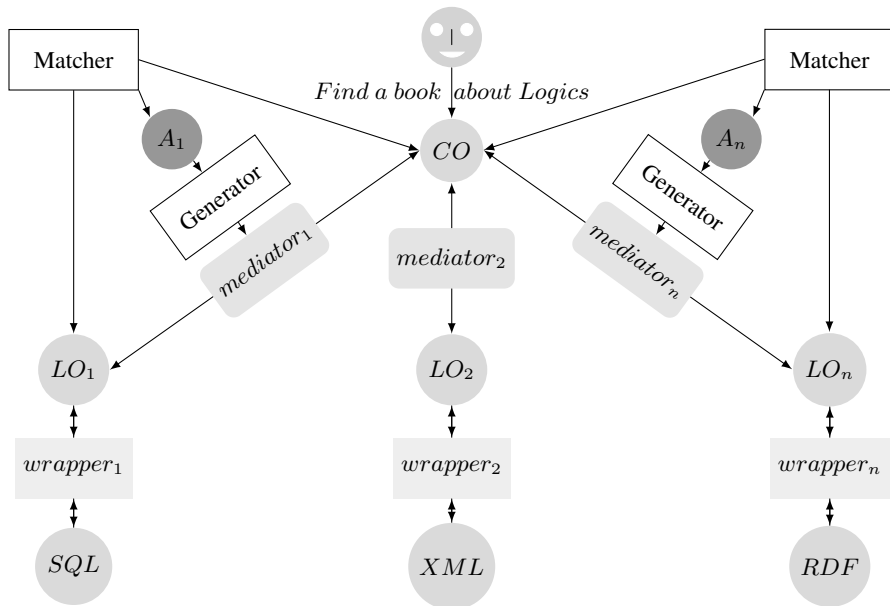 Matcher
Matcher
Find a book about Logics
A₁
CO
Aₙ
Generator
Generator
mediator₁
mediator₂
mediatorₙ
LO₁
LO₂
LOₙ
wrapper₁
wrapper₂
wrapperₙ
SQL
XML
RDF